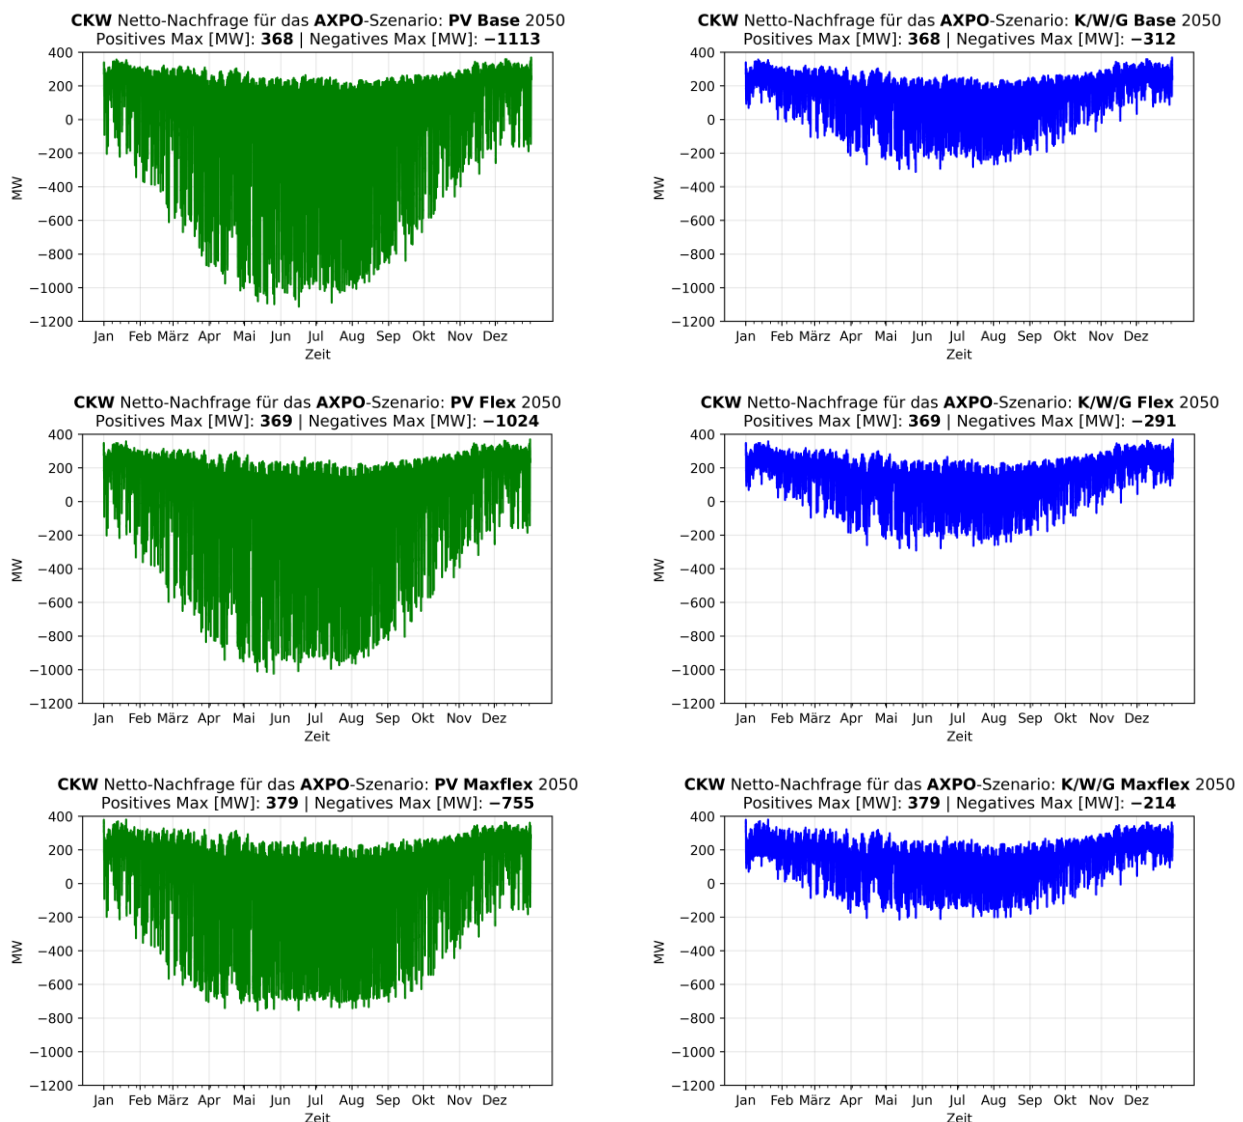 CKW Netto-Nachfrage für das AXPO-Szenario: PV Base 2050
Positives Max [MW]: 368 | Negatives Max [MW]: −1113
400
200
0
−200
−400
−600
−800
−1000
−1200
MW
Jan Feb März Apr Mai Jun Jul Aug Sep Okt Nov Dez
Zeit
CKW Netto-Nachfrage für das AXPO-Szenario: K/W/G Base 2050
Positives Max [MW]: 368 | Negatives Max [MW]: −312
400
200
0
−200
−400
−600
−800
−1000
−1200
MW
Jan Feb März Apr Mai Jun Jul Aug Sep Okt Nov Dez
Zeit
CKW Netto-Nachfrage für das AXPO-Szenario: PV Flex 2050
Positives Max [MW]: 369 | Negatives Max [MW]: −1024
400
200
0
−200
−400
−600
−800
−1000
−1200
MW
Jan Feb März Apr Mai Jun Jul Aug Sep Okt Nov Dez
Zeit
CKW Netto-Nachfrage für das AXPO-Szenario: K/W/G Flex 2050
Positives Max [MW]: 369 | Negatives Max [MW]: −291
400
200
0
−200
−400
−600
−800
−1000
−1200
MW
Jan Feb März Apr Mai Jun Jul Aug Sep Okt Nov Dez
Zeit
CKW Netto-Nachfrage für das AXPO-Szenario: PV Maxflex 2050
Positives Max [MW]: 379 | Negatives Max [MW]: −755
400
200
0
−200
−400
−600
−800
−1000
−1200
MW
Jan Feb März Apr Mai Jun Jul Aug Sep Okt Nov Dez
Zeit
CKW Netto-Nachfrage für das AXPO-Szenario: K/W/G Maxflex 2050
Positives Max [MW]: 379 | Negatives Max [MW]: −214
400
200
0
−200
−400
−600
−800
−1000
−1200
MW
Jan Feb März Apr Mai Jun Jul Aug Sep Okt Nov Dez
Zeit